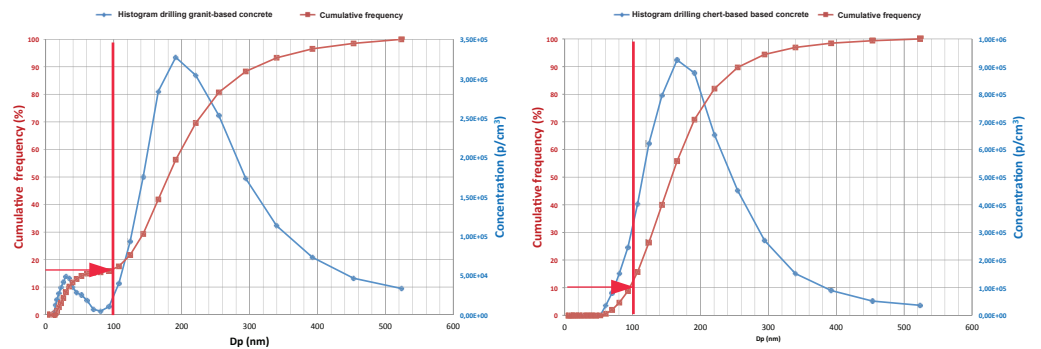 Histogram drilling granit-based concrete Cumulative frequency
Cumulative frequency (%)
100
90
80
70
60
50
40
30
20
10
0
3,50E+05
3,00E+05
2,50E+05
2,00E+05
1,50E+05
1,00E+05
5,00E+04
0,00E+00
Concentration (p/cm³)
0 100 200 300 400 500 600
Dp (nm)
Histogram drilling chert-based based concrete Cumulative frequency
Cumulative frequency (%)
100
90
80
70
60
50
40
30
20
10
0
1,00E+06
9,00E+05
8,00E+05
7,00E+05
6,00E+05
5,00E+05
4,00E+05
3,00E+05
2,00E+05
1,00E+05
0,00E+00
Concentration (p/cm³)
0 100 200 300 400 500 600
Dp (nm)